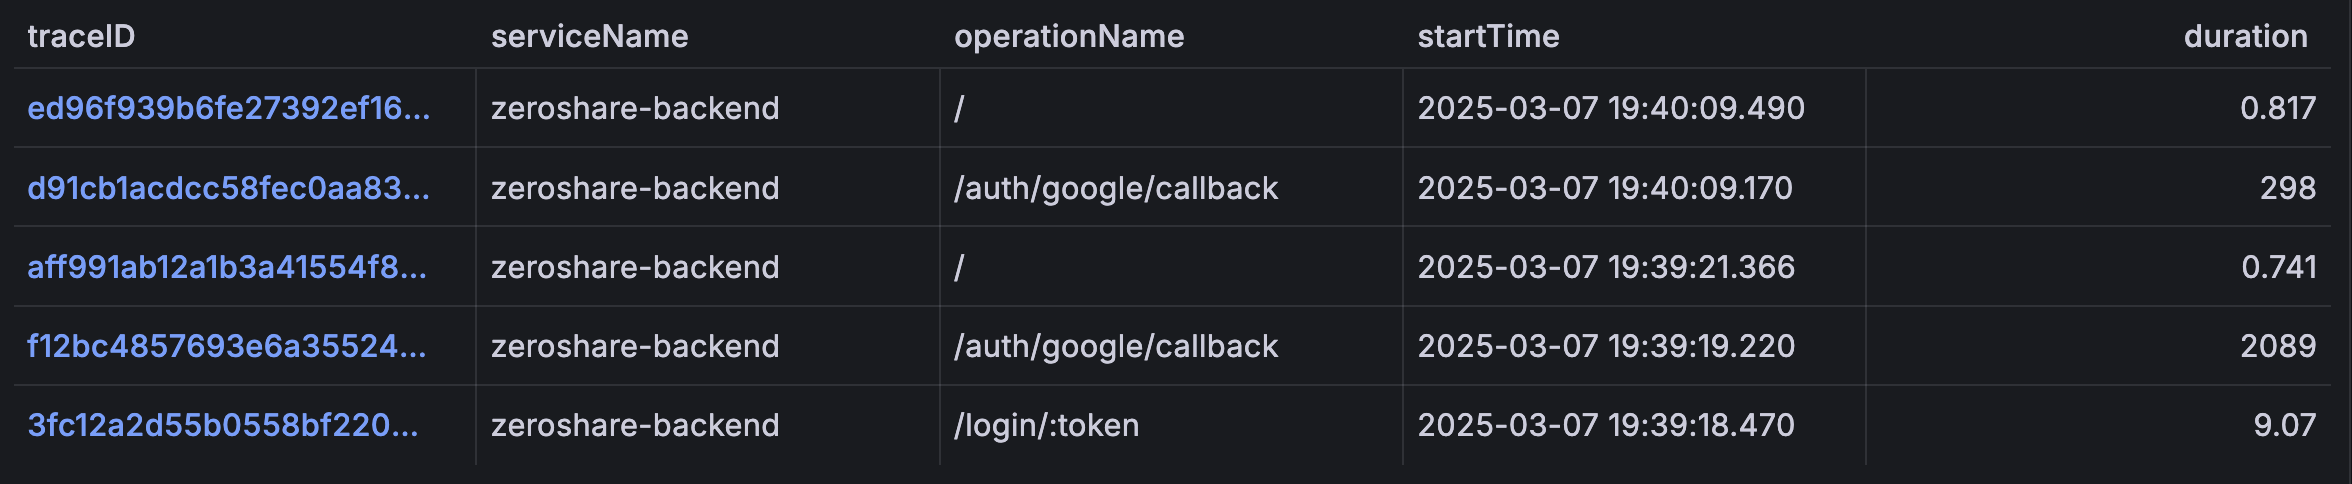 traceID serviceName operationName startTime duration
ed96f939b6fe27392ef16... zeroshare-backend / 2025-03-07 19:40:09.490 0.817
d91cb1acdcc58fec0aa83... zeroshare-backend /auth/google/callback 2025-03-07 19:40:09.170 298
aff991ab12a1b3a41554f8... zeroshare-backend / 2025-03-07 19:39:21.366 0.741
f12bc4857693e6a35524... zeroshare-backend /auth/google/callback 2025-03-07 19:39:19.220 2089
3fc12a2d55b0558bf220... zeroshare-backend /login/:token 2025-03-07 19:39:18.470 9.07